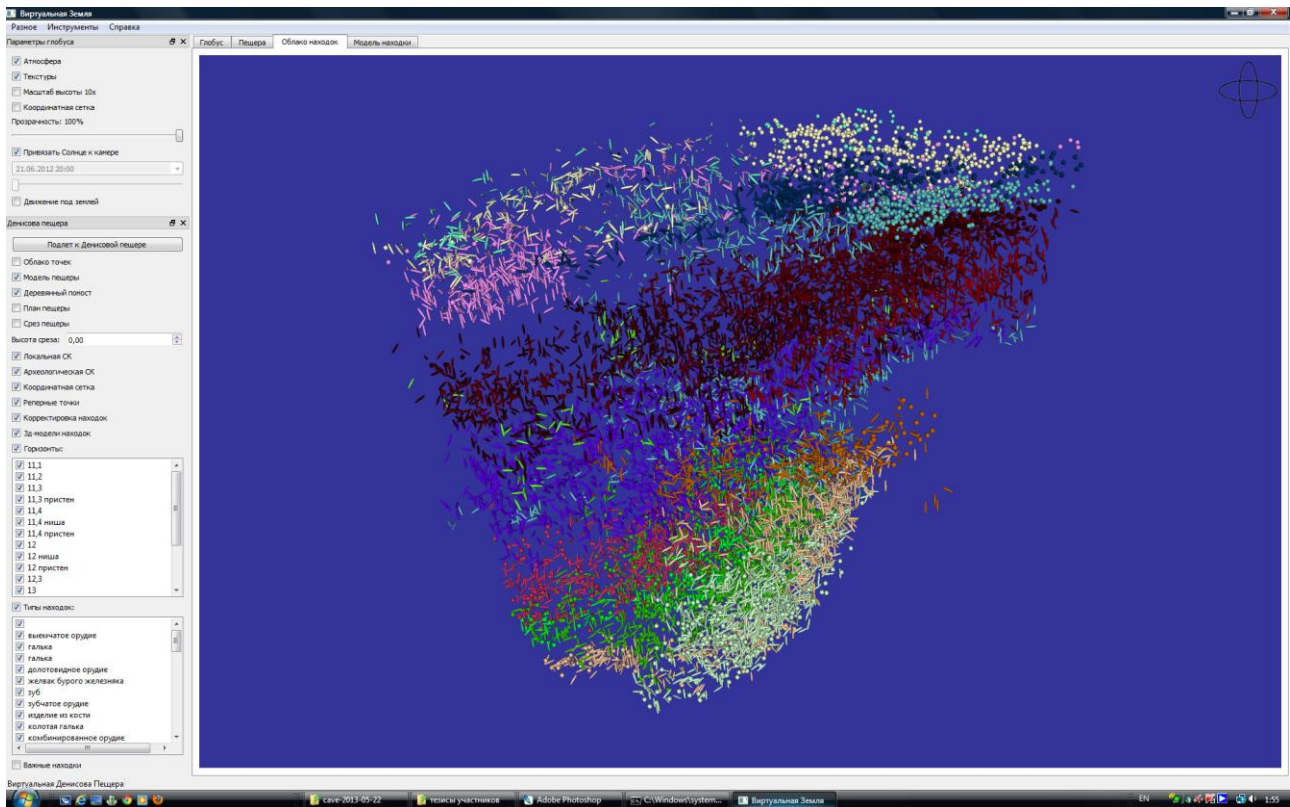 Виртуальная Земля
Разное Инструменты Справка
Параметры глобуса
Глобус Пещера Облако находок Модель находки
Атмосфера
Текстуры
Масштаб высоты 10x
Координатная сетка
Прозрачность: 100%
Привязать Солнце к камере
21.06.2012 20:00
Движение под землей
Денисова пещера
Подлет к Денисовой пещере
Облако точек
Модель пещеры
Деревянный помост
План пещеры
Срез пещеры
Высота среза: 0,00
Локальная СК
Археологическая СК
Координатная сетка
Реперные точки
Корректировка находок
3д-модели находок
Горизонты:
11,1
11,2
11,3
11,3 пристен
11,4
11,4 ниша
11,4 пристен
12
12 ниша
12 пристен
12,3
13
Типы находок:
выемчатое орудие
галька
галька
долотовидное орудие
желвак бурого железняка
зуб
зубчатое орудие
изделие из кости
колотая галька
комбинированное орудие
Важные находки
Виртуальная Денисова Пещера
cave-2013-05-22 тезисы участников Adobe Photoshop C:\Windows\system... Виртуальная Земля EN 1:55